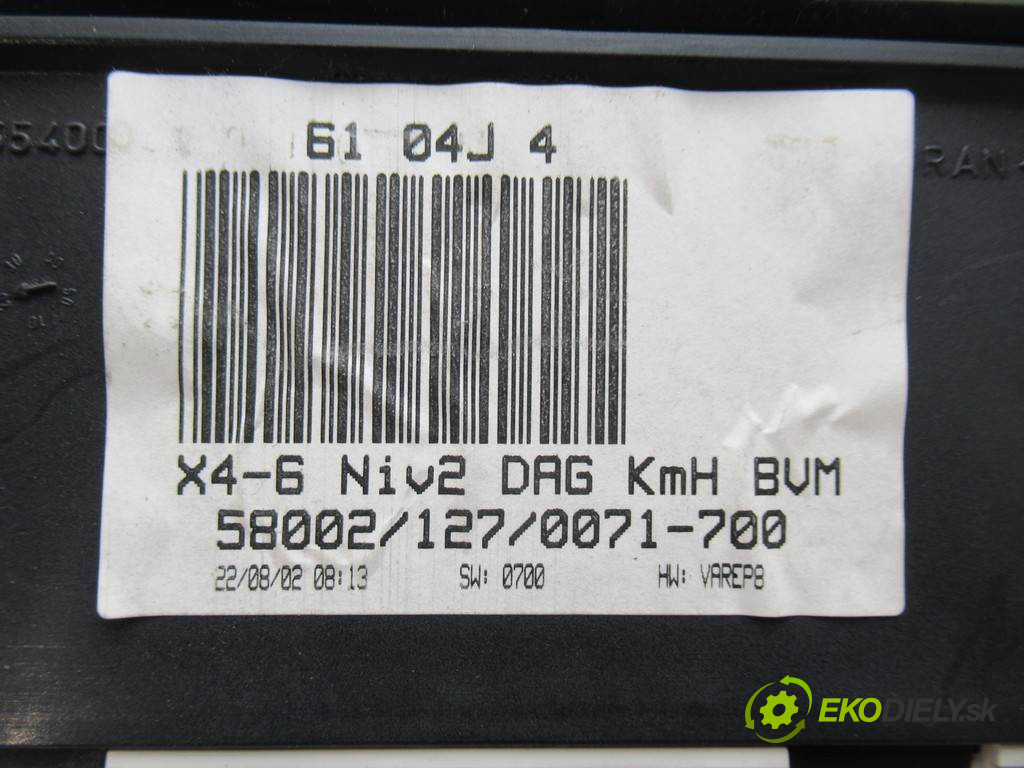 61 04J 4
RAN
X4-6 Niv2 DAG KmH BVM
58002/127/0071-700
22/08/02 08:13 SW: 0700 HW: VAREP8
EKODIELY.sk